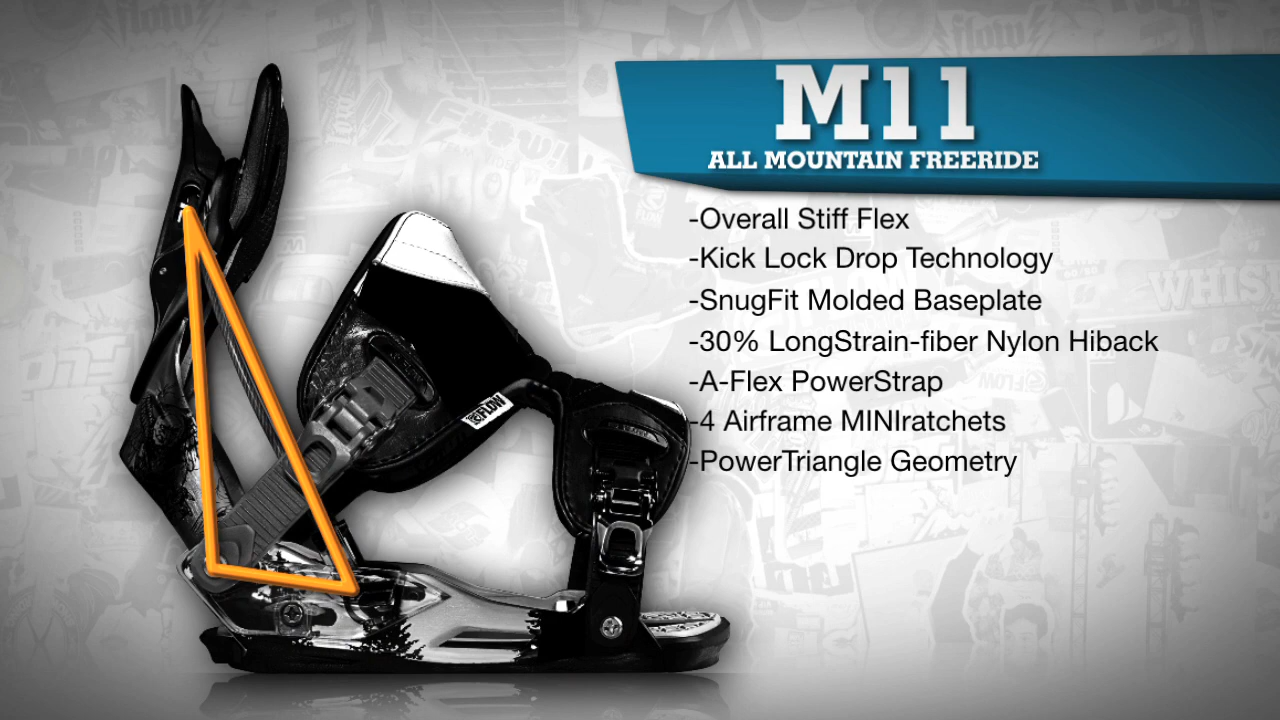 M11
ALL MOUNTAIN FREERIDE
-Overall Stiff Flex
-Kick Lock Drop Technology
-SnugFit Molded Baseplate
-30% LongStrain-fiber Nylon Hiback
-A-Flex PowerStrap
-4 Airframe MINIratchets
-PowerTriangle Geometry
FLOW